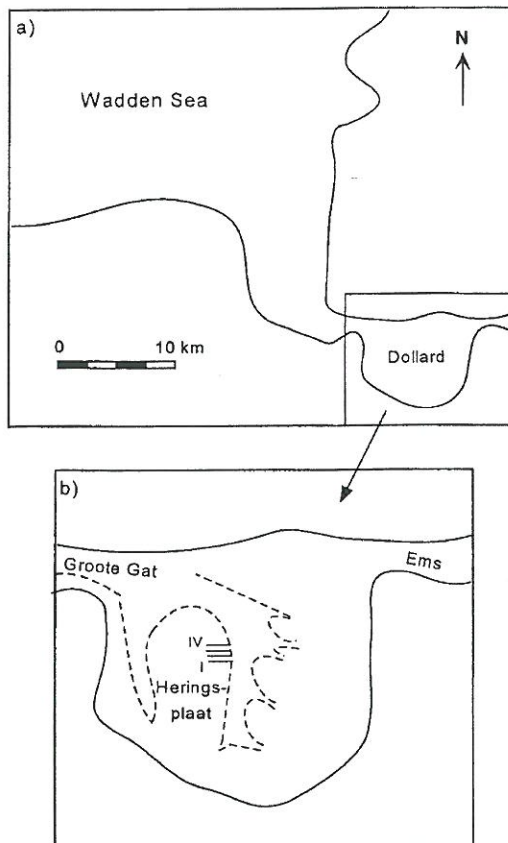 a)
N
Wadden Sea
0 10 km
Dollard
b)
Groote Gat
Ems
IV
I
Herings-
plaat